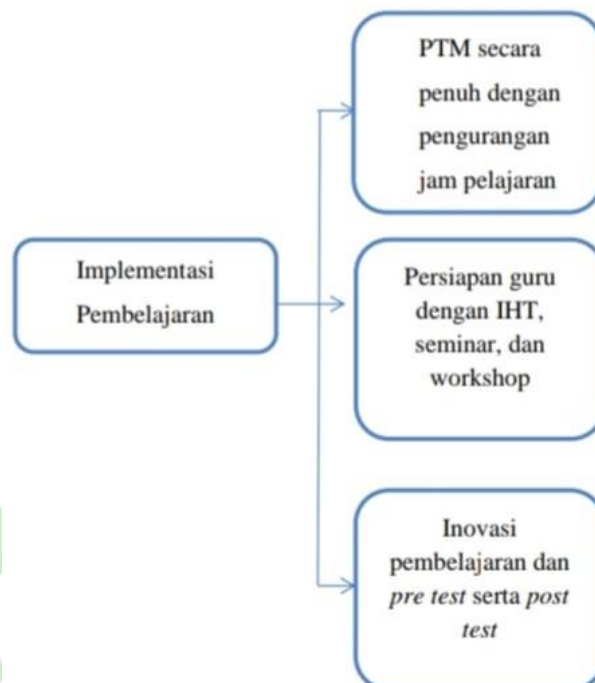 PTM secara
penuh dengan
pengurangan
jam pelajaran
Implementasi
Pembelajaran
Persiapan guru
dengan IHT,
seminar, dan
workshop
Inovasi
pembelajaran dan
pre test serta post
test